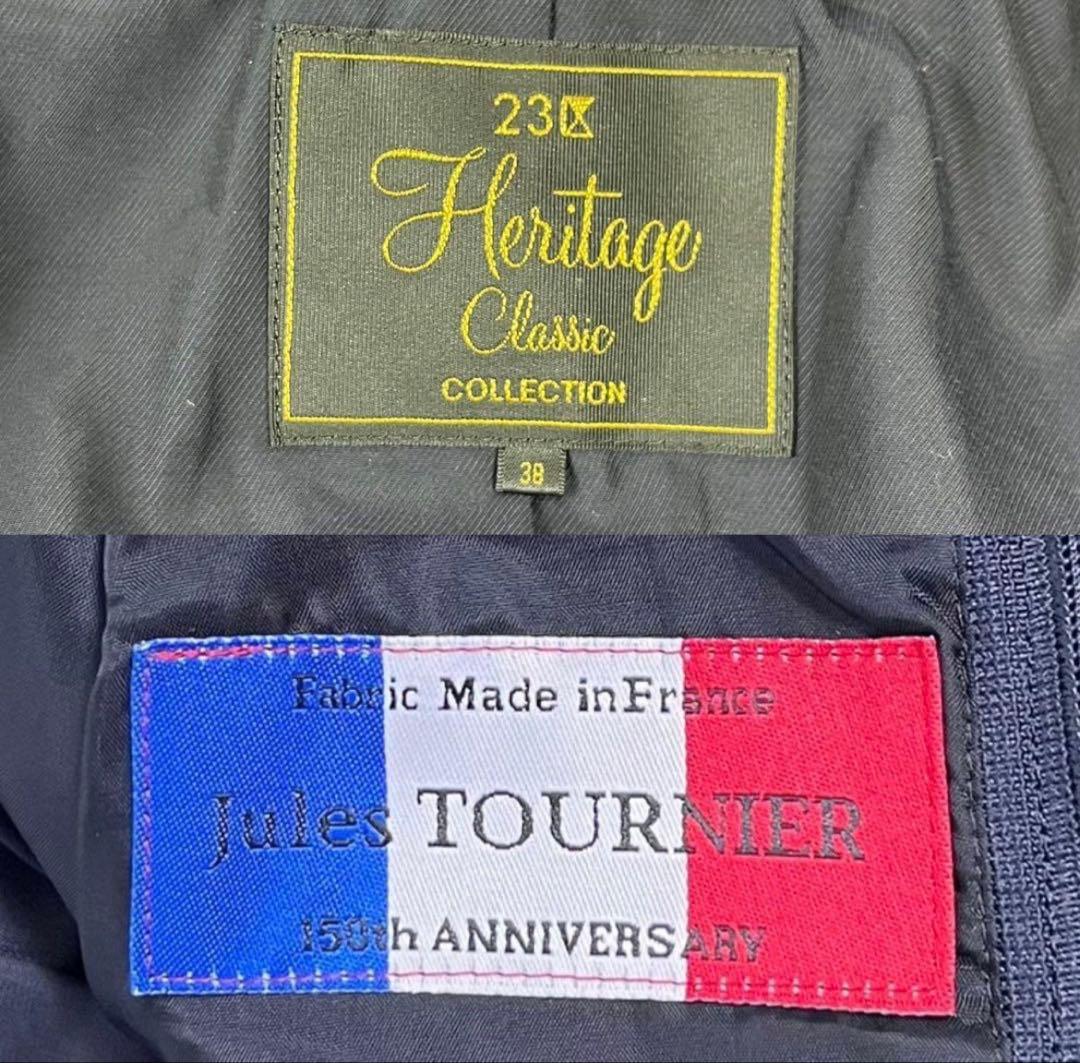 23区
Heritage
Classic
COLLECTION
38
Fabric Made in France
Jules TOURNIER
150th ANNIVERSARY